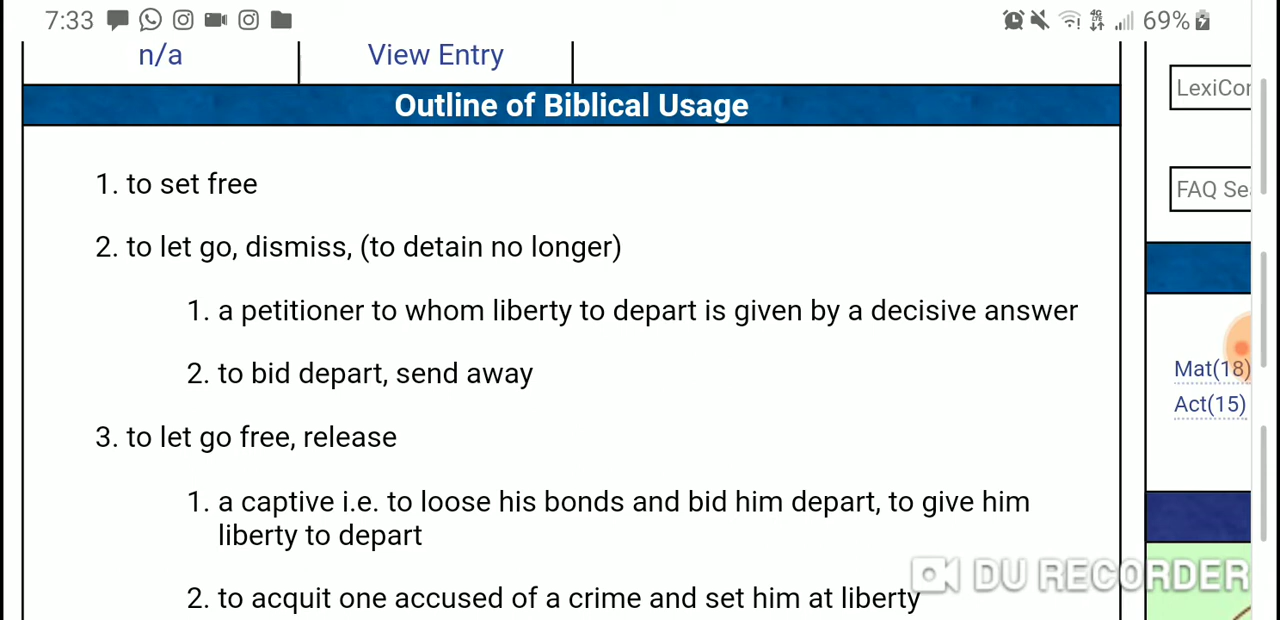 7:33
4G
LTE
69%
n/a
View Entry
Outline of Biblical Usage
LexiCo
1. to set free
FAQ Se
2. to let go, dismiss, (to detain no longer)
1. a petitioner to whom liberty to depart is given by a decisive answer
Mat(18)
2. to bid depart, send away
Act(15)
3. to let go free, release
1. a captive i.e. to loose his bonds and bid him depart, to give him
liberty to depart
DU RECORDER
2. to acquit one accused of a crime and set him at liberty